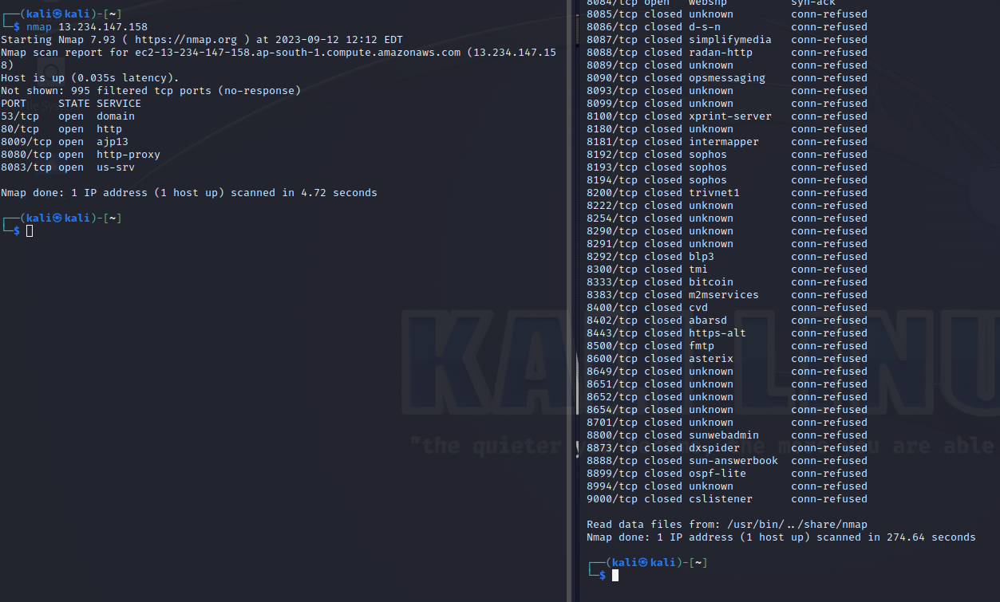 ┌──(kali㉿kali)-[~]
└─$ nmap 13.234.147.158
Starting Nmap 7.93 ( https://nmap.org ) at 2023-09-12 12:12 EDT
Nmap scan report for ec2-13-234-147-158.ap-south-1.compute.amazonaws.com (13.234.147.15
8)
Host is up (0.035s latency).
Not shown: 995 filtered tcp ports (no-response)
PORT     STATE SERVICE
53/tcp   open  domain
80/tcp   open  http
8009/tcp open  ajp13
8080/tcp open  http-proxy
8083/tcp open  us-srv
Nmap done: 1 IP address (1 host up) scanned in 4.72 seconds
┌──(kali㉿kali)-[~]
└─$
8084/tcp open   websnp          syn-ack
8085/tcp closed unknown         conn-refused
8086/tcp closed d-s-n           conn-refused
8087/tcp closed simplifymedia   conn-refused
8088/tcp closed radan-http      conn-refused
8089/tcp closed unknown         conn-refused
8090/tcp closed opsmessaging    conn-refused
8093/tcp closed unknown         conn-refused
8099/tcp closed unknown         conn-refused
8100/tcp closed xprint-server   conn-refused
8180/tcp closed unknown         conn-refused
8181/tcp closed intermapper     conn-refused
8192/tcp closed sophos          conn-refused
8193/tcp closed sophos          conn-refused
8194/tcp closed sophos          conn-refused
8200/tcp closed trivnet1        conn-refused
8222/tcp closed unknown         conn-refused
8254/tcp closed unknown         conn-refused
8290/tcp closed unknown         conn-refused
8291/tcp closed unknown         conn-refused
8292/tcp closed blp3            conn-refused
8300/tcp closed tmi             conn-refused
8333/tcp closed bitcoin         conn-refused
8383/tcp closed m2mservices     conn-refused
8400/tcp closed cvd             conn-refused
8402/tcp closed abarsd          conn-refused
8443/tcp closed https-alt       conn-refused
8500/tcp closed fmtp            conn-refused
8600/tcp closed asterix         conn-refused
8649/tcp closed unknown         conn-refused
8651/tcp closed unknown         conn-refused
8652/tcp closed unknown         conn-refused
8654/tcp closed unknown         conn-refused
8701/tcp closed unknown         conn-refused
8800/tcp closed sunwebadmin     conn-refused
8873/tcp closed dxspider        conn-refused
8888/tcp closed sun-answerbook  conn-refused
8899/tcp closed ospf-lite       conn-refused
8994/tcp closed unknown         conn-refused
9000/tcp closed cslistener      conn-refused
Read data files from: /usr/bin/../share/nmap
Nmap done: 1 IP address (1 host up) scanned in 274.64 seconds
┌──(kali㉿kali)-[~]
└─$
KALI LINU
"the quieter you become, the more you are able